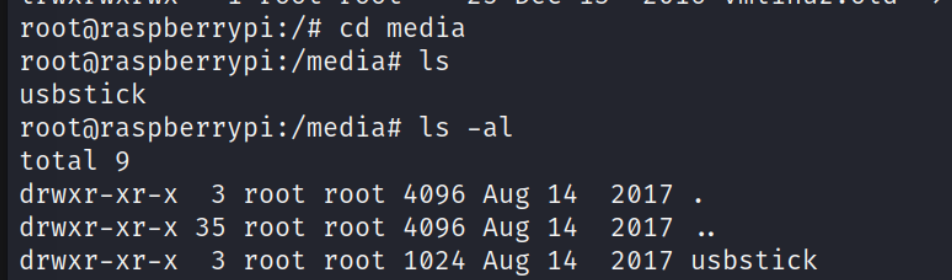 root@raspberrypi:/# cd media
root@raspberrypi:/media# ls
usbstick
root@raspberrypi:/media# ls -al
total 9
drwxr-xr-x  3 root root 4096 Aug 14  2017 .
drwxr-xr-x 35 root root 4096 Aug 14  2017 ..
drwxr-xr-x  3 root root 1024 Aug 14  2017 usbstick